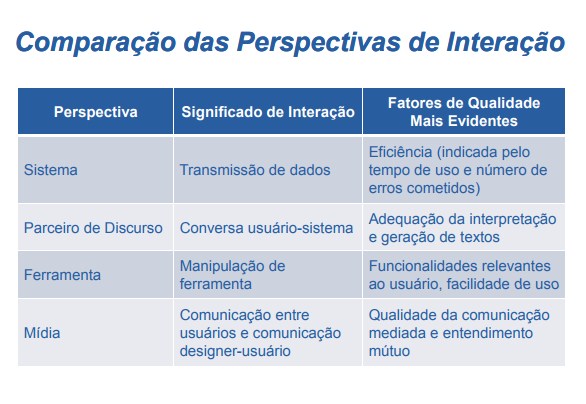 Comparação das Perspectivas de Interação
Perspectiva
Significado de Interação
Fatores de Qualidade
Mais Evidentes
Sistema
Transmissão de dados
Eficiência (indicada pelo
tempo de uso e número de
erros cometidos)
Parceiro de Discurso
Conversa usuário-sistema
Adequação da interpretação
e geração de textos
Ferramenta
Manipulação de
ferramenta
Funcionalidades relevantes
ao usuário, facilidade de uso
Mídia
Comunicação entre
usuários e comunicação
designer-usuário
Qualidade da comunicação
mediada e entendimento
mútuo